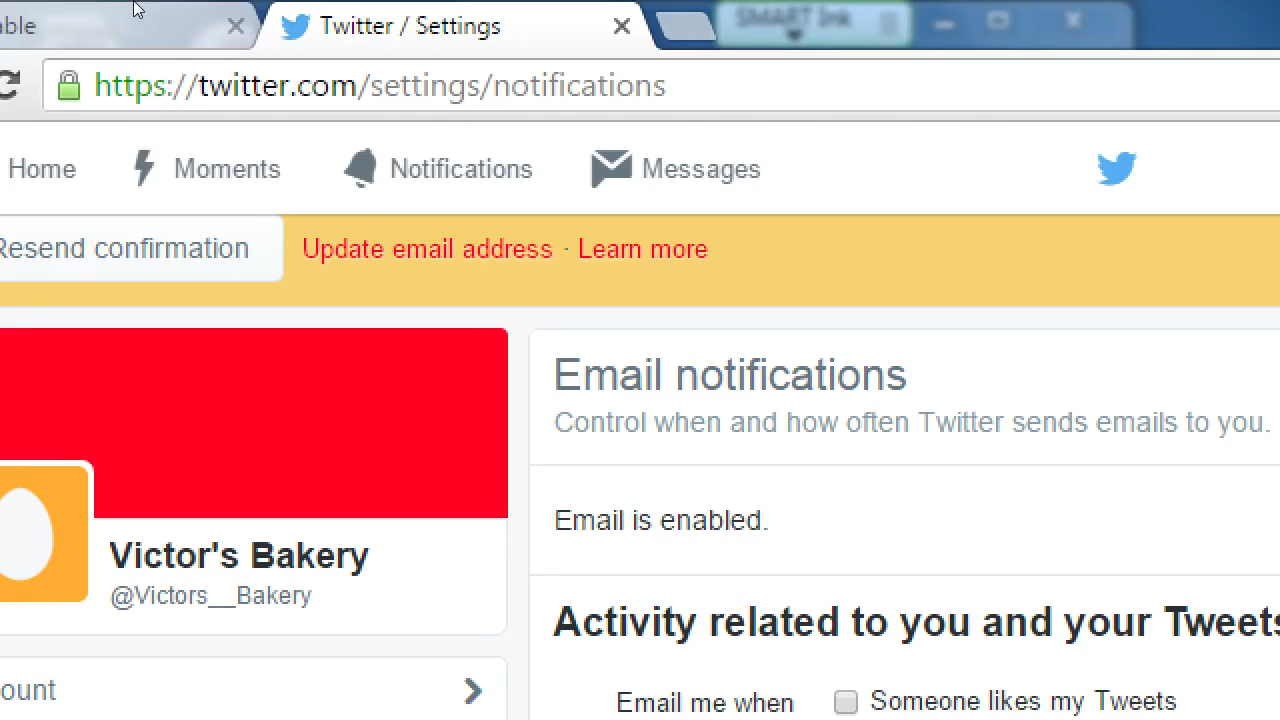 able
Twitter / Settings
SMART Ink
https://twitter.com/settings/notifications
Home
Moments
Notifications
Messages
Resend confirmation
Update email address · Learn more
Email notifications
Control when and how often Twitter sends emails to you.
Email is enabled.
Victor's Bakery
@Victors__Bakery
Activity related to you and your Tweets
ount
Email me when
Someone likes my Tweets